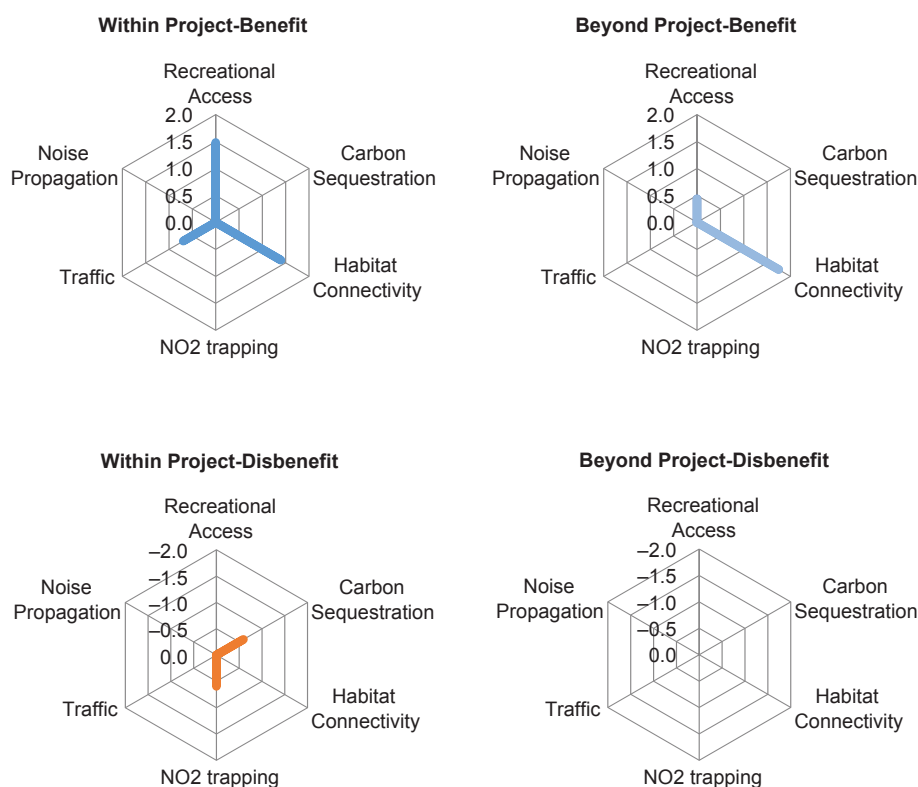 Within Project-Benefit
Recreational
Access
2.0
1.5
1.0
0.5
0.0
Noise
Propagation
Carbon
Sequestration
Traffic
Habitat
Connectivity
NO2 trapping
Beyond Project-Benefit
Recreational
Access
2.0
1.5
1.0
0.5
0.0
Noise
Propagation
Carbon
Sequestration
Traffic
Habitat
Connectivity
NO2 trapping
Within Project-Disbenefit
Recreational
Access
–2.0
–1.5
–1.0
–0.5
0.0
Noise
Propagation
Carbon
Sequestration
Traffic
Habitat
Connectivity
NO2 trapping
Beyond Project-Disbenefit
Recreational
Access
–2.0
–1.5
–1.0
–0.5
0.0
Noise
Propagation
Carbon
Sequestration
Traffic
Habitat
Connectivity
NO2 trapping